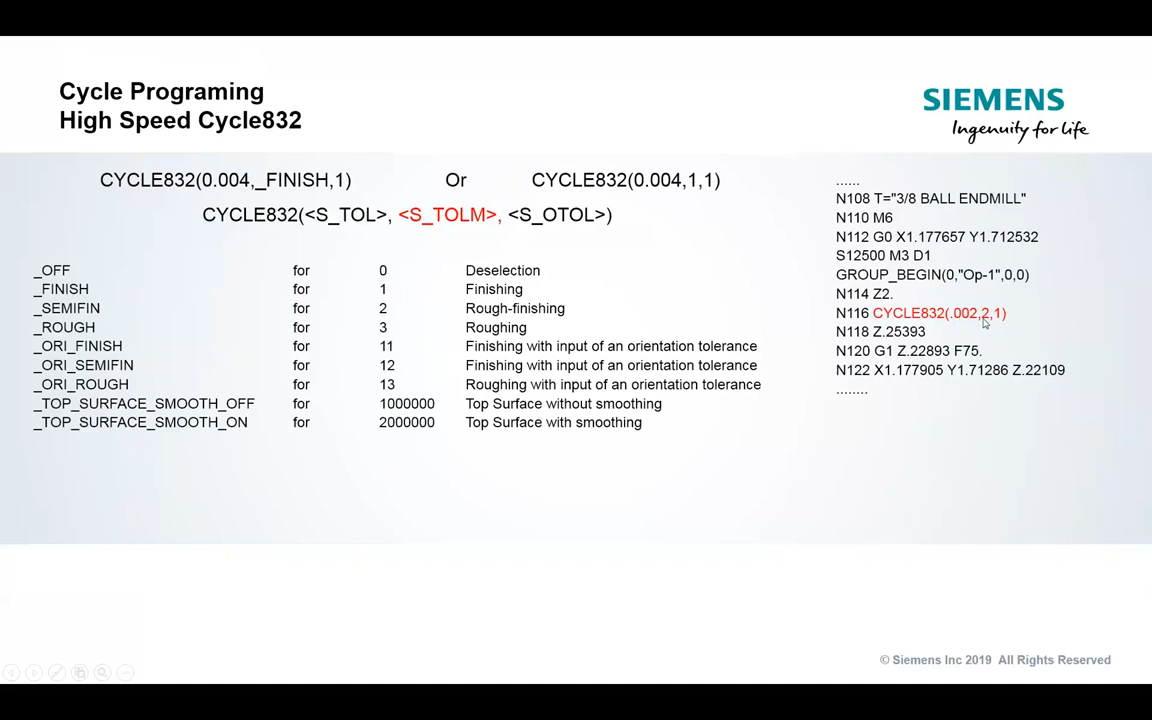 Cycle Programing
High Speed Cycle832
SIEMENS
Ingenuity for life
CYCLE832(0.004,_FINISH,1) Or CYCLE832(0.004,1,1)
CYCLE832(<S_TOL>, <S_TOLM>, <S_OTOL>)
_OFF for 0 Deselection
_FINISH for 1 Finishing
_SEMIFIN for 2 Rough-finishing
_ROUGH for 3 Roughing
_ORI_FINISH for 11 Finishing with input of an orientation tolerance
_ORI_SEMIFIN for 12 Finishing with input of an orientation tolerance
_ORI_ROUGH for 13 Roughing with input of an orientation tolerance
_TOP_SURFACE_SMOOTH_OFF for 1000000 Top Surface without smoothing
_TOP_SURFACE_SMOOTH_ON for 2000000 Top Surface with smoothing
......
N108 T="3/8 BALL ENDMILL"
N110 M6
N112 G0 X1.177657 Y1.712532
S12500 M3 D1
GROUP_BEGIN(0,"Op-1",0,0)
N114 Z2.
N116 CYCLE832(.002,2,1)
N118 Z.25393
N120 G1 Z.22893 F75.
N122 X1.177905 Y1.71286 Z.22109
........
© Siemens Inc 2019 All Rights Reserved